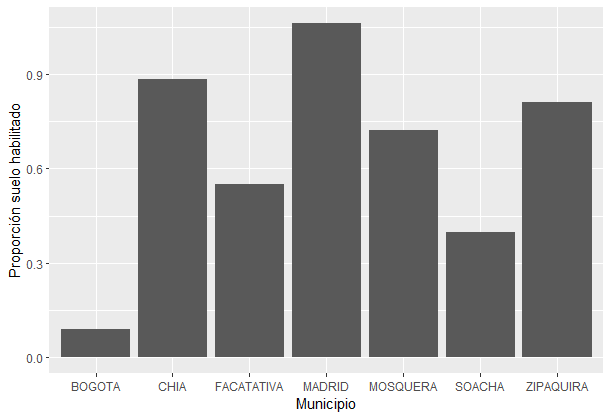 Proporción suelo habilitado
0.9
0.6
0.3
0.0
BOGOTA CHIA FACATATIVA MADRID MOSQUERA SOACHA ZIPAQUIRA
Municipio